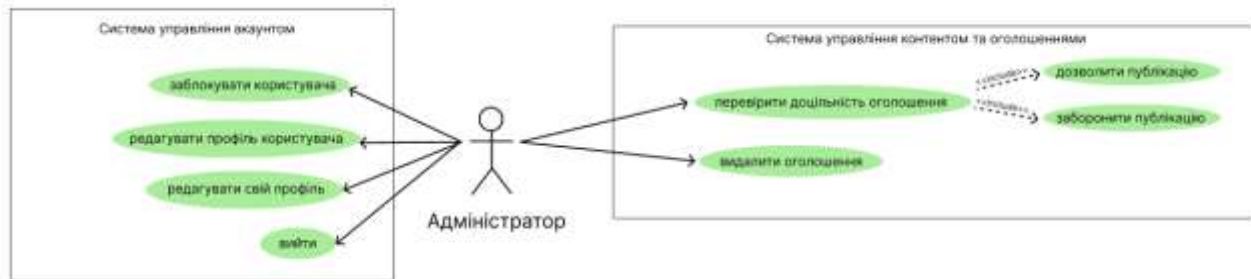 Система управління акаунтом
заблокувати користувача
редагувати профіль користувача
редагувати свій профіль
вийти
Адміністратор
Система управління контентом та оголошеннями
перевірити доцільність оголошення
видалити оголошення
дозволити публікацію
заборонити публікацію